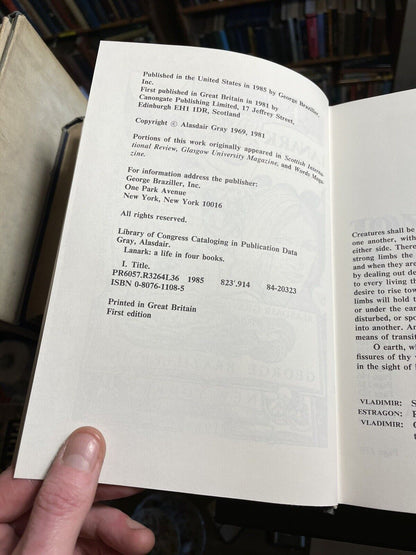 Published in the United States in 1985 by George Braziller,
Inc.
First published in Great Britain in 1981 by
Canongate Publishing Limited, 17 Jeffrey Street,
Edinburgh EH1 1DR, Scotland
Copyright © Alasdair Gray 1969, 1981
Portions of this work originally appeared in Scottish Interna-
tional Review, Glasgow University Magazine, and Words Maga-
zine.
For information address the publisher:
George Braziller, Inc.
One Park Avenue
New York, New York 10016
All rights reserved.
Library of Congress Cataloging in Publication Data
Gray, Alasdair.
Lanark: a life in four books.
I. Title.
PR6057.R3264L36 1985 823'.914 84-20323
ISBN 0-8076-1108-5
Printed in Great Britain
First edition
Creatures shall be
one another, with
either side. There
strong limbs the
and when they are
by dealing out de
to every living th
desire to rise tow
limbs will hold t
or under the eart
disturbed, or spo
into another. An
means of transiti
O earth, wh
fissures of thy
in the sight of
VLADIMIR: S
ESTRAGON:
VLADIMIR: